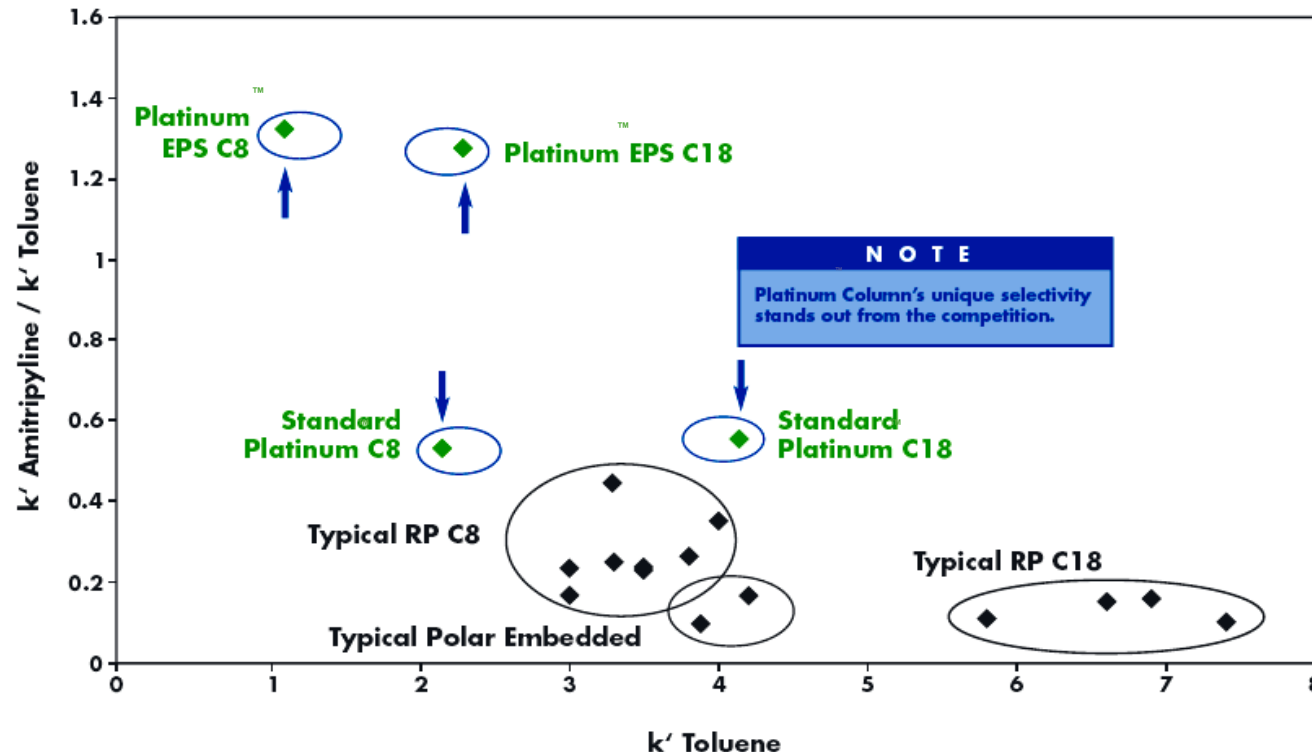 1.6
1.4
1.2
1
0.8
0.6
0.4
0.2
0
k' Amitripyline / k' Toluene
Platinum™
EPS C8
Platinum™ EPS C18
NOTE
Platinum Column's unique selectivity
stands out from the competition.
Standard
Platinum C8
Standard
Platinum C18
Typical RP C8
Typical RP C18
Typical Polar Embedded
0 1 2 3 4 5 6 7 8
k' Toluene